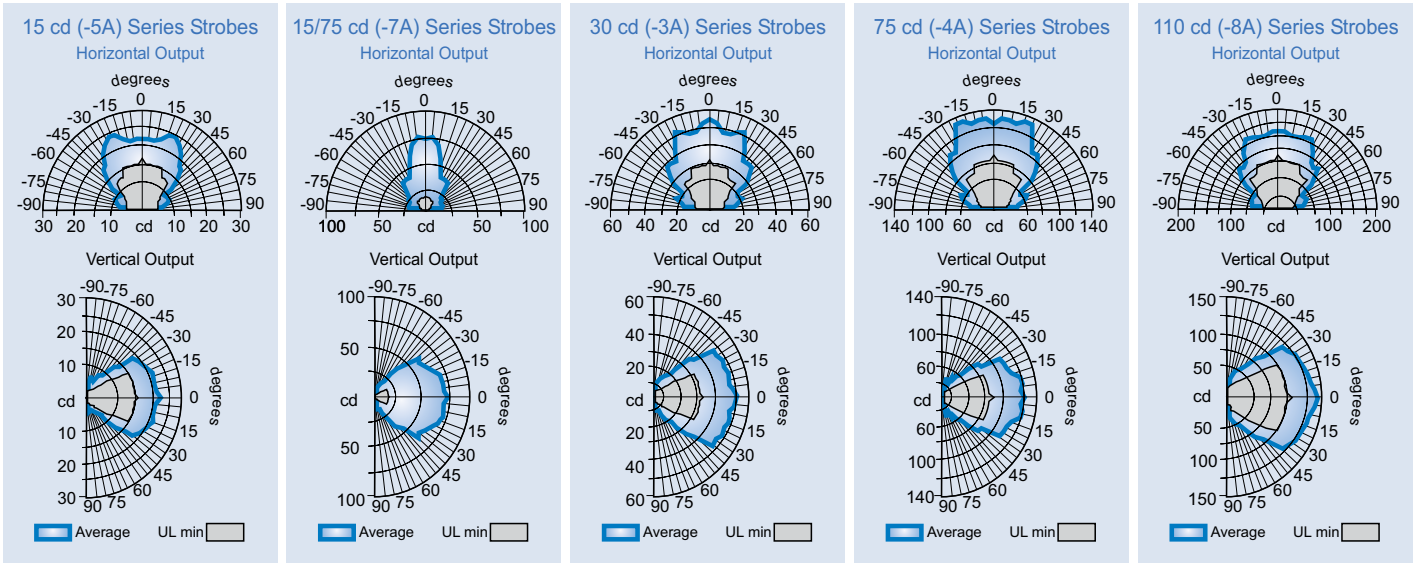 15 cd (-5A) Series Strobes
Horizontal Output
degrees
-15 0 15
-30 30
-45 45
-60 60
-75 75
-90 90
30 20 10 cd 10 20 30
Vertical Output
-90 -75 -60 -45 -30 -15 0 15 30 45 60 75 90
30
20
10
cd
10
20
30
degrees
Average UL min
15/75 cd (-7A) Series Strobes
Horizontal Output
degrees
-15 0 15
-30 30
-45 45
-60 60
-75 75
-90 90
100 50 cd 50 100
Vertical Output
-90 -75 -60 -45 -30 -15 0 15 30 45 60 75 90
100
50
cd
50
100
degrees
Average UL min
30 cd (-3A) Series Strobes
Horizontal Output
degrees
-15 0 15
-30 30
-45 45
-60 60
-75 75
-90 90
60 40 20 cd 20 40 60
Vertical Output
-90 -75 -60 -45 -30 -15 0 15 30 45 60 75 90
60
40
20
cd
20
40
60
degrees
Average UL min
75 cd (-4A) Series Strobes
Horizontal Output
degrees
-15 0 15
-30 30
-45 45
-60 60
-75 75
-90 90
140 100 60 cd 60 100 140
Vertical Output
-90 -75 -60 -45 -30 -15 0 15 30 45 60 75 90
140
100
60
cd
60
100
140
degrees
Average UL min
110 cd (-8A) Series Strobes
Horizontal Output
degrees
-15 0 15
-30 30
-45 45
-60 60
-75 75
-90 90
200 100 cd 100 200
Vertical Output
-90 -75 -60 -45 -30 -15 0 15 30 45 60 75 90
150
100
50
cd
50
100
150
degrees
Average UL min